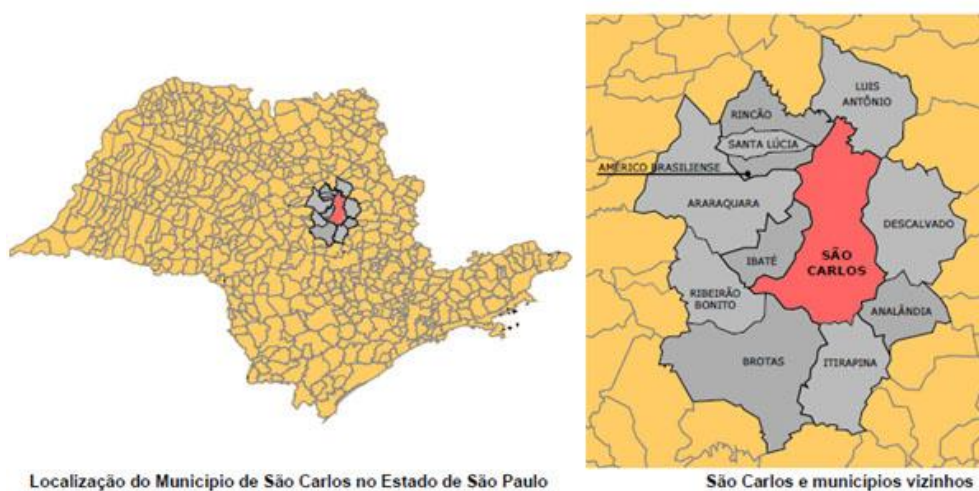 LUIS
ANTÔNIO
RINCÃO
SANTA LÚCIA
AMÉRICO BRASILIENSE
ARARAQUARA
DESCALVADO
SÃO
CARLOS
IBATÉ
RIBEIRÃO
BONITO
ANALÂNDIA
BROTAS
ITIRAPINA
Localização do Município de São Carlos no Estado de São Paulo
São Carlos e municípios vizinhos